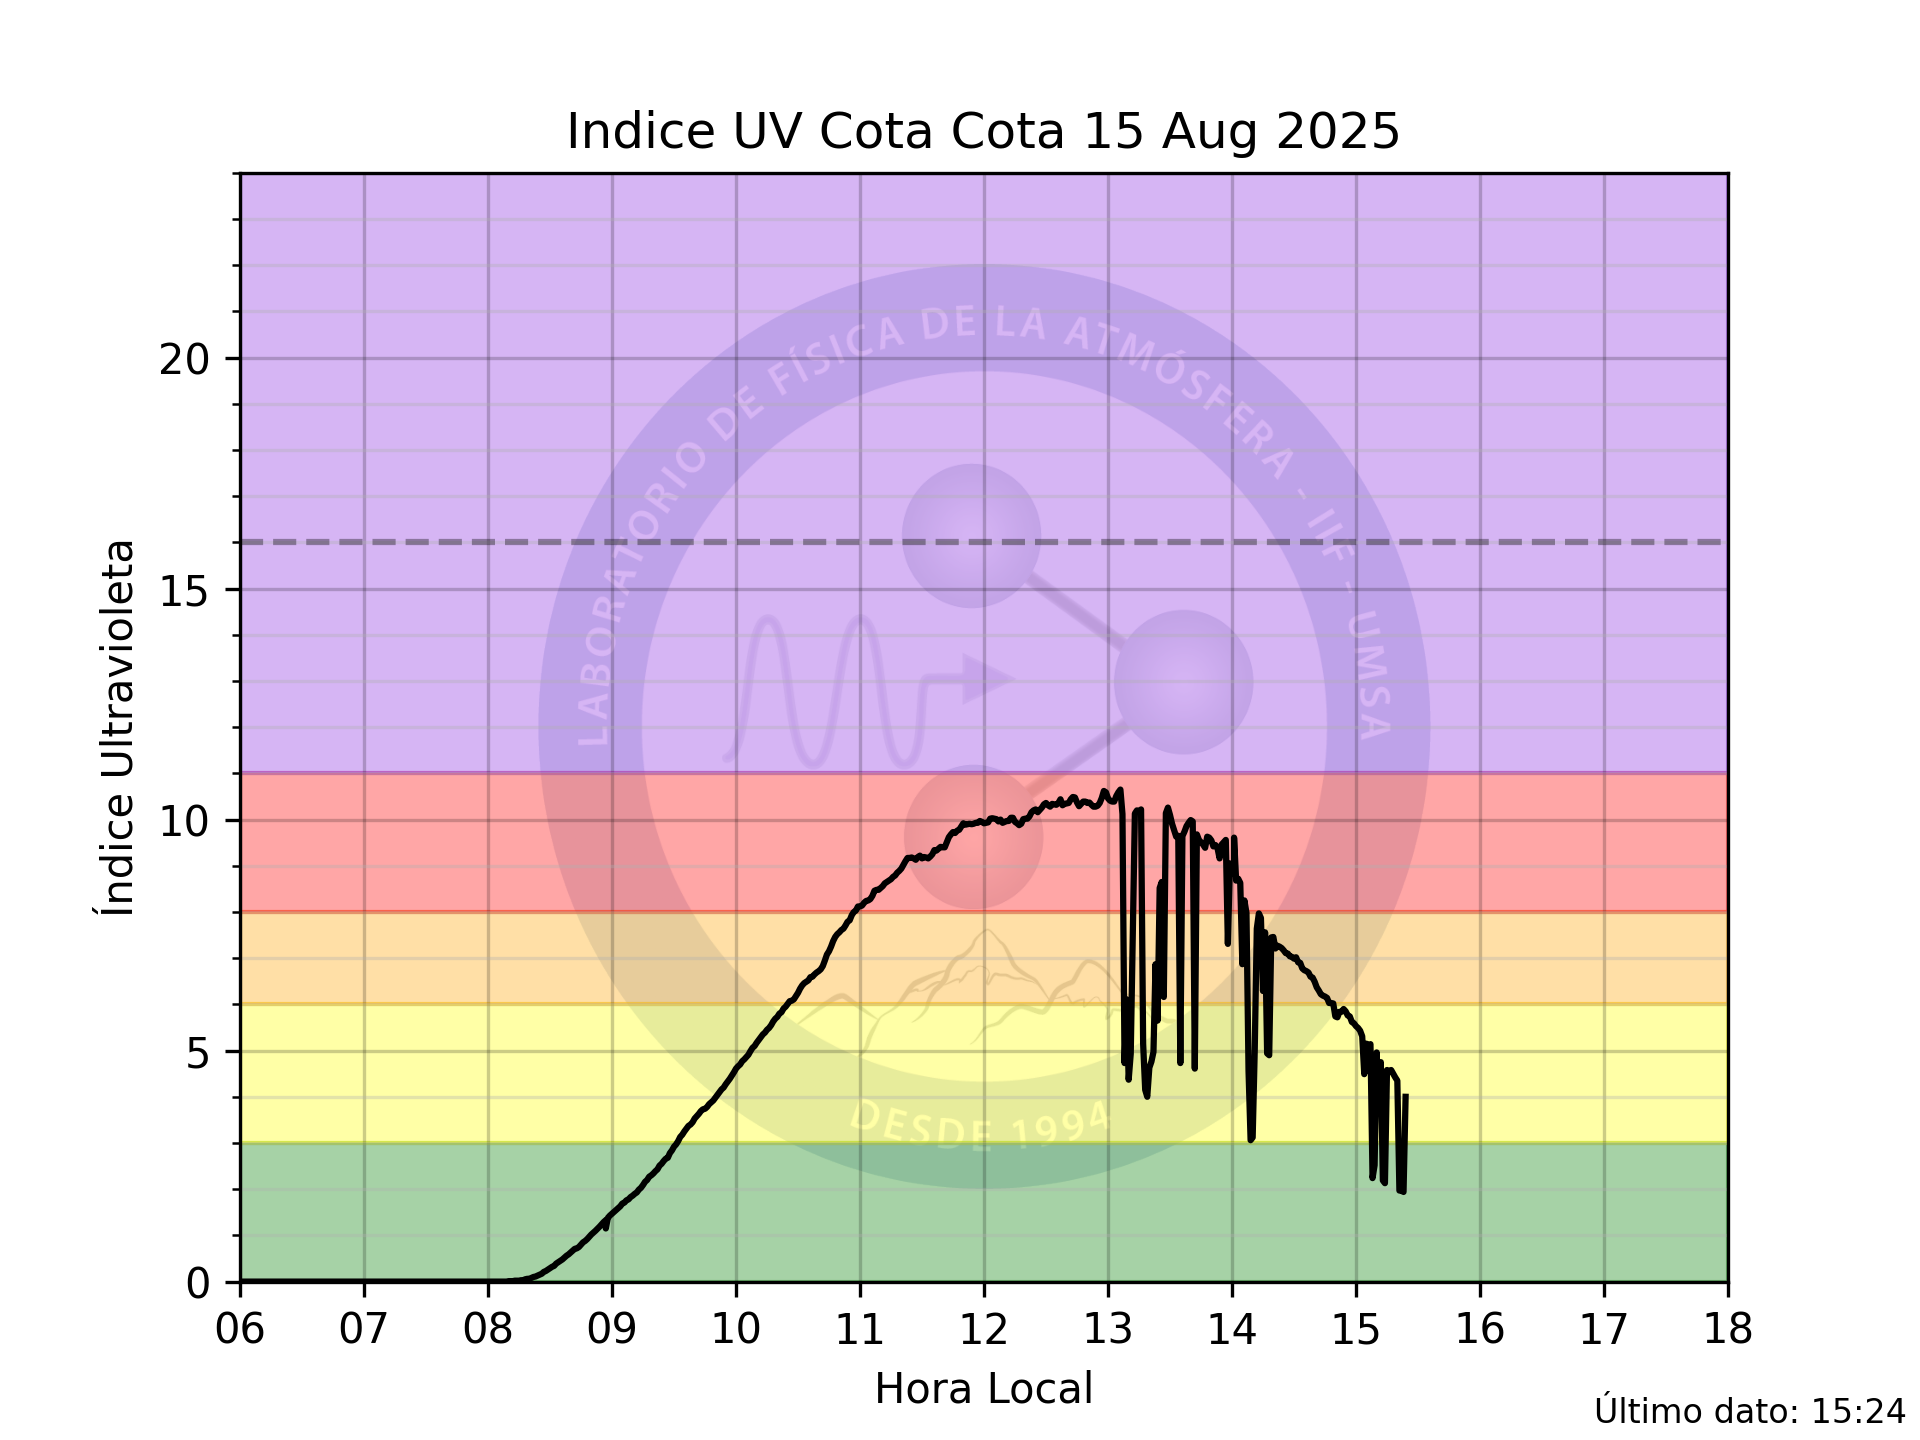 Indice UV Cota Cota 15 Aug 2025
Índice Ultravioleta
20
15
10
5
0
LABORATORIO DE FÍSICA DE LA ATMÓSFERA - IIF - UMSA
DESDE 1994
06 07 08 09 10 11 12 13 14 15 16 17 18
Hora Local
Último dato: 15:24